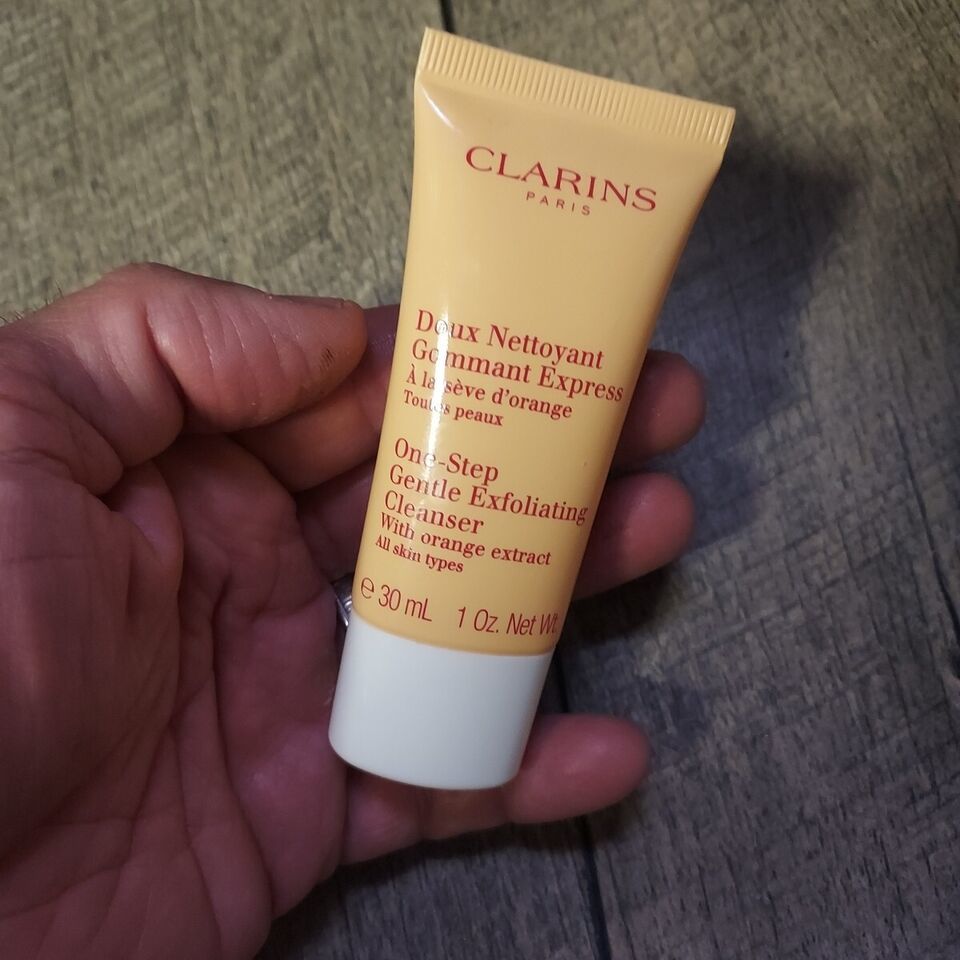 CLARINS
PARIS
Doux Nettoyant
Gommant Express
À la sève d'orange
Toutes peaux
One-Step
Gentle Exfoliating
Cleanser
With orange extract
All skin types
℮ 30 mL 1 Oz. Net Wt.